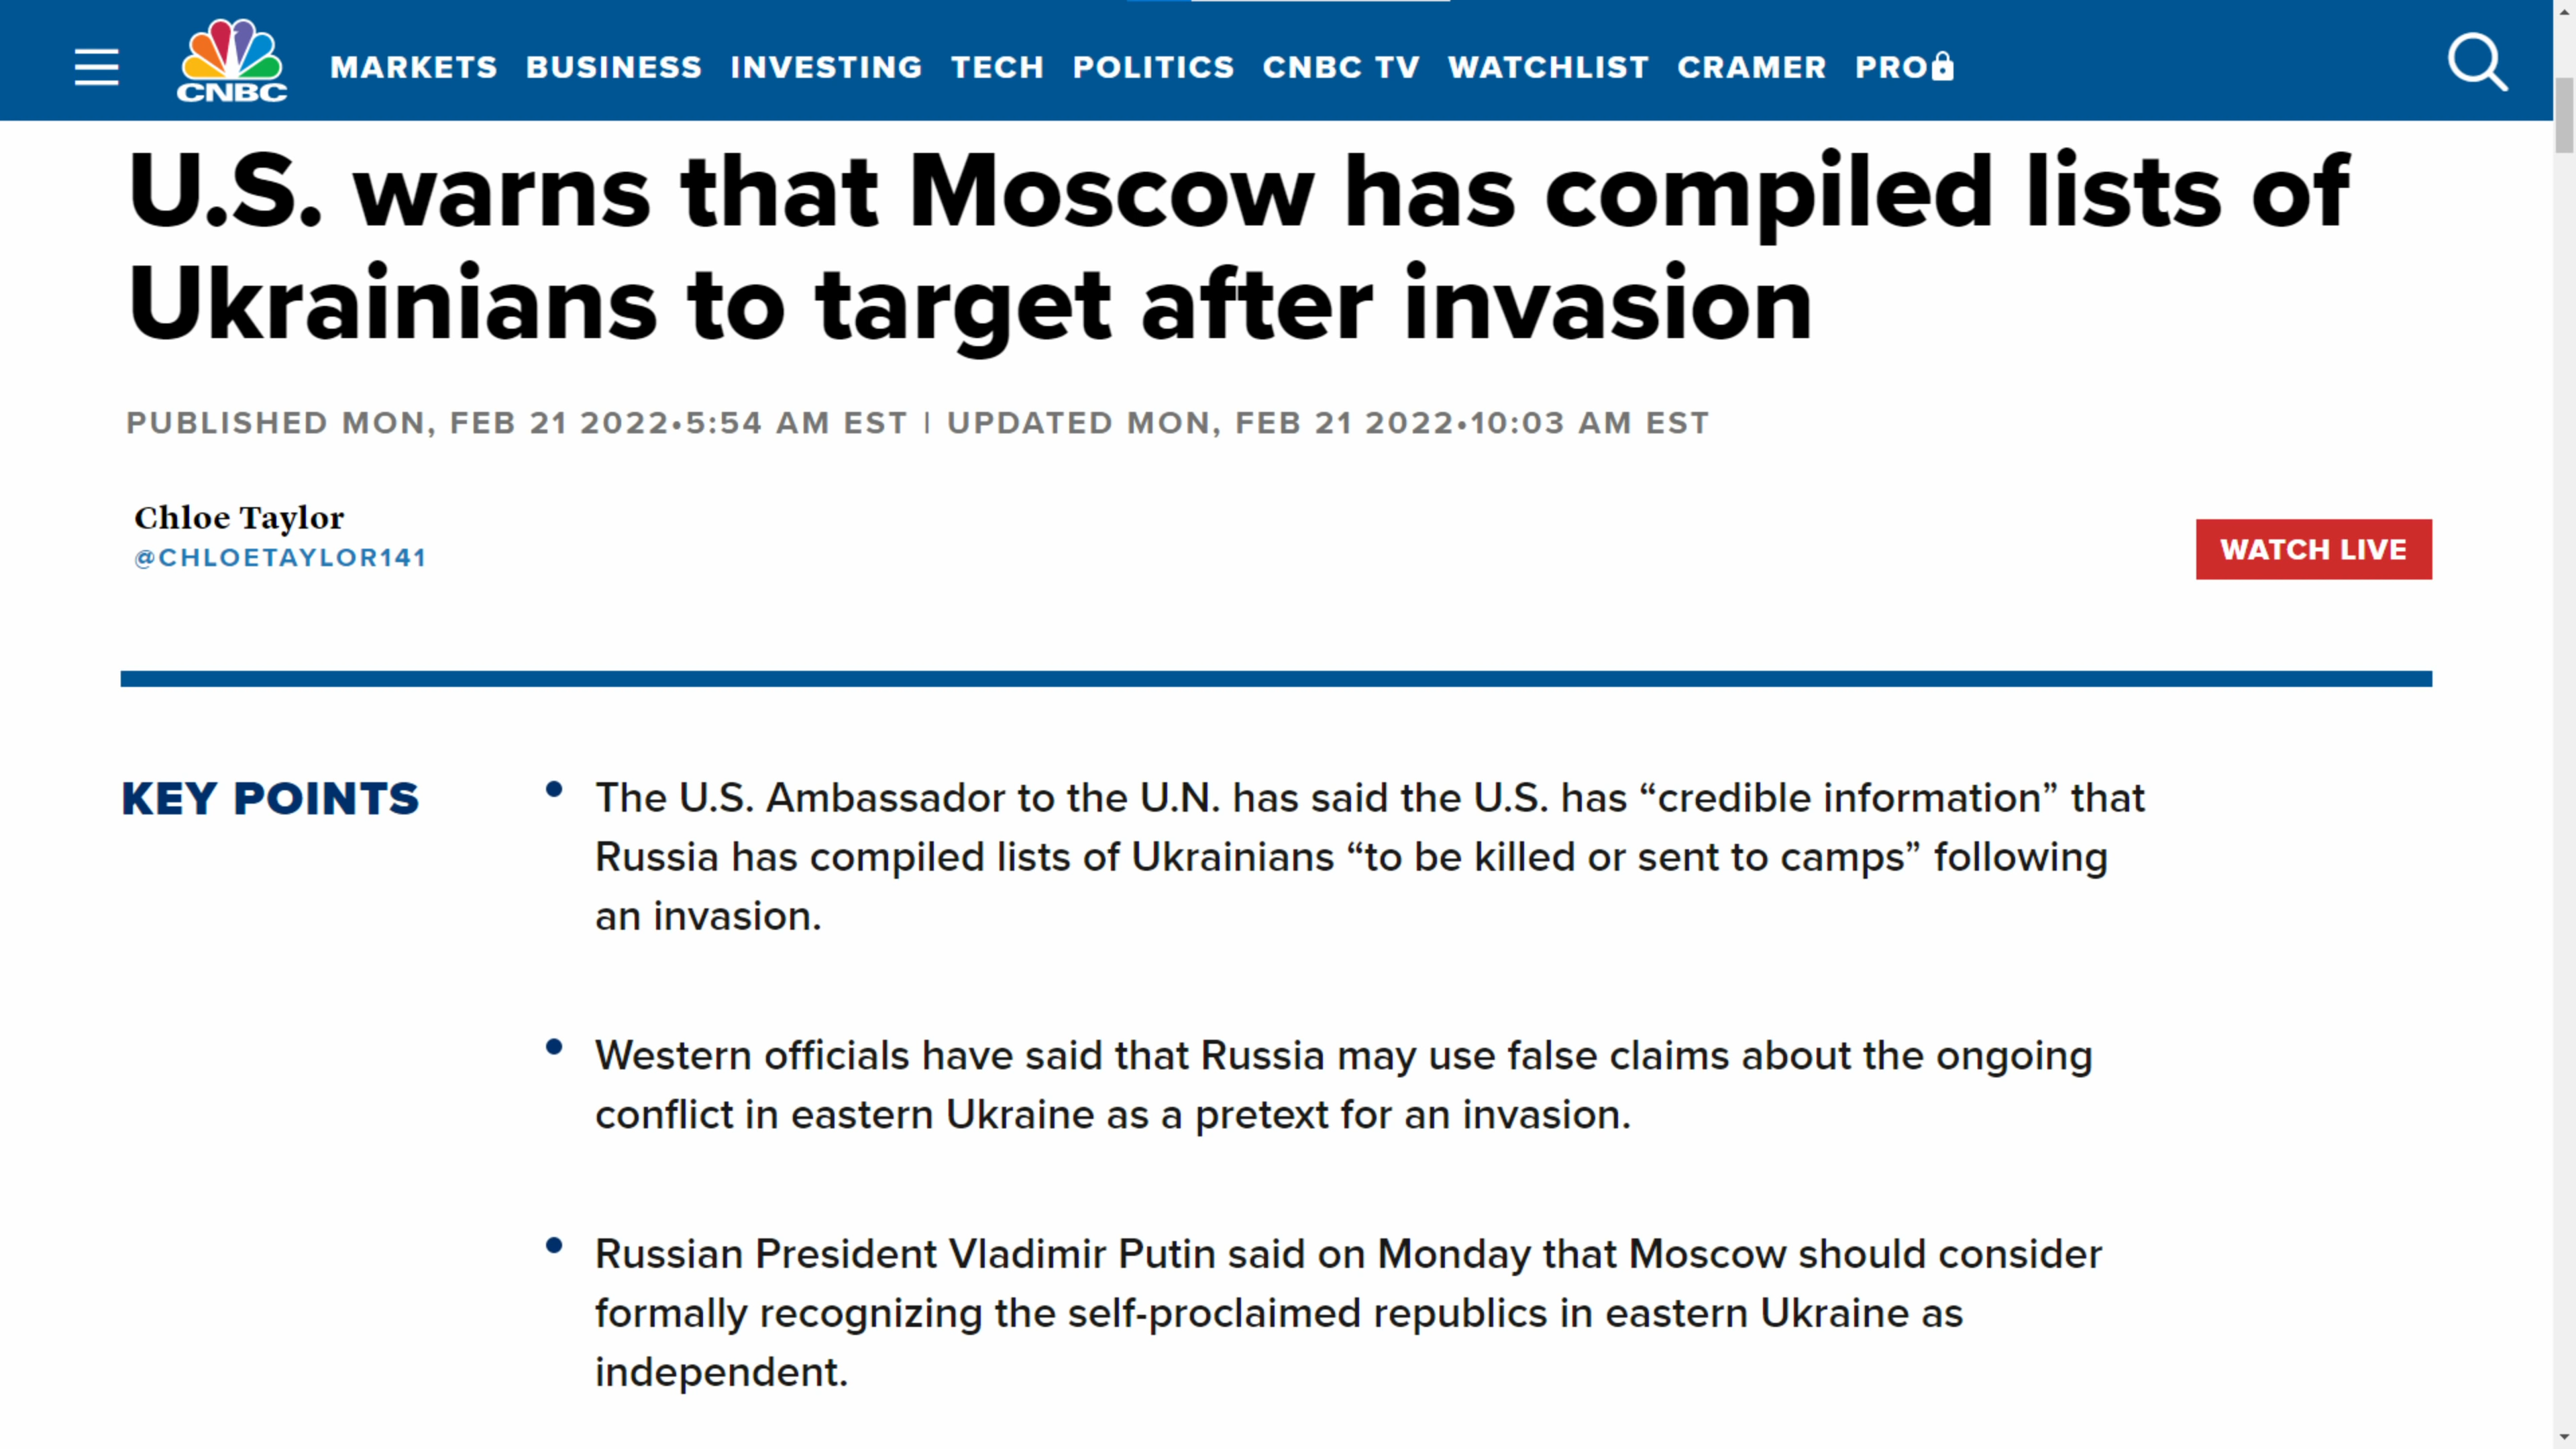 CNBC
MARKETS BUSINESS INVESTING TECH POLITICS CNBC TV WATCHLIST CRAMER PRO
U.S. warns that Moscow has compiled lists of
Ukrainians to target after invasion
PUBLISHED MON, FEB 21 2022•5:54 AM EST | UPDATED MON, FEB 21 2022•10:03 AM EST
Chloe Taylor
@CHLOETAYLOR141
WATCH LIVE
KEY POINTS
• The U.S. Ambassador to the U.N. has said the U.S. has “credible information” that
Russia has compiled lists of Ukrainians “to be killed or sent to camps” following
an invasion.
• Western officials have said that Russia may use false claims about the ongoing
conflict in eastern Ukraine as a pretext for an invasion.
• Russian President Vladimir Putin said on Monday that Moscow should consider
formally recognizing the self-proclaimed republics in eastern Ukraine as
independent.